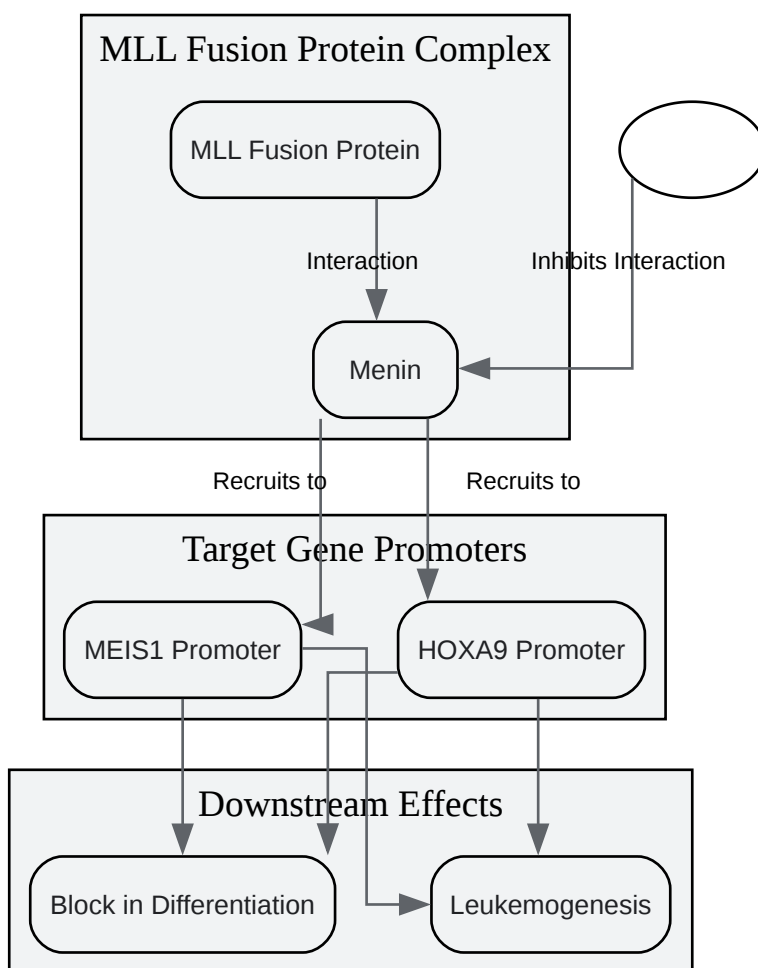 MLL Fusion Protein Complex
MLL Fusion Protein
Interaction
Inhibits Interaction
Menin
Recruits to
Recruits to
Target Gene Promoters
MEIS1 Promoter
HOXA9 Promoter
Downstream Effects
Block in Differentiation
Leukemogenesis